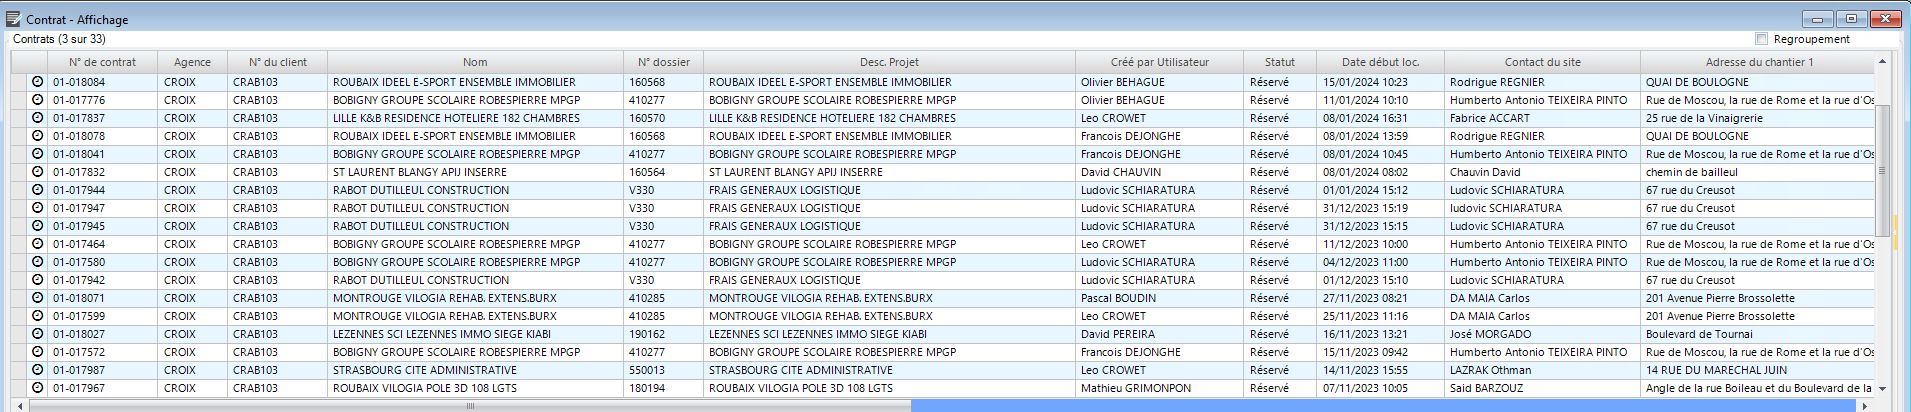 Contrat - Affichage
Contrats (3 sur 33) Regroupement
N° de contrat Agence N° du client Nom N° dossier Desc. Projet Créé par Utilisateur Statut Date début loc. Contact du site Adresse du chantier 1
01-018084 CROIX CRAB103 ROUBAIX IDEEL E-SPORT ENSEMBLE IMMOBILIER 160568 ROUBAIX IDEEL E-SPORT ENSEMBLE IMMOBILIER Olivier BEHAGUE Réservé 15/01/2024 10:23 Rodrigue REGNIER QUAI DE BOULOGNE
01-017776 CROIX CRAB103 BOBIGNY GROUPE SCOLAIRE ROBESPIERRE MPGP 410277 BOBIGNY GROUPE SCOLAIRE ROBESPIERRE MPGP Olivier BEHAGUE Réservé 11/01/2024 10:10 Humberto Antonio TEIXEIRA PINTO Rue de Moscou, la rue de Rome et la rue d'Os
01-017837 CROIX CRAB103 LILLE K&B RESIDENCE HOTELIERE 182 CHAMBRES 160570 LILLE K&B RESIDENCE HOTELIERE 182 CHAMBRES Leo CROWET Réservé 08/01/2024 16:31 Fabrice ACCART 25 rue de la Vinaigrerie
01-018078 CROIX CRAB103 ROUBAIX IDEEL E-SPORT ENSEMBLE IMMOBILIER 160568 ROUBAIX IDEEL E-SPORT ENSEMBLE IMMOBILIER Francois DEJONGHE Réservé 08/01/2024 13:59 Rodrigue REGNIER QUAI DE BOULOGNE
01-018041 CROIX CRAB103 BOBIGNY GROUPE SCOLAIRE ROBESPIERRE MPGP 410277 BOBIGNY GROUPE SCOLAIRE ROBESPIERRE MPGP Francois DEJONGHE Réservé 08/01/2024 10:45 Humberto Antonio TEIXEIRA PINTO Rue de Moscou, la rue de Rome et la rue d'Os
01-017832 CROIX CRAB103 ST LAURENT BLANGY APIJ INSERRE 160564 ST LAURENT BLANGY APIJ INSERRE David CHAUVIN Réservé 08/01/2024 08:02 Chauvin David chemin de bailleul
01-017944 CROIX CRAB103 RABOT DUTILLEUL CONSTRUCTION V330 FRAIS GENERAUX LOGISTIQUE Ludovic SCHIARATURA Réservé 01/01/2024 15:12 Ludovic SCHIARATURA 67 rue du Creusot
01-017947 CROIX CRAB103 RABOT DUTILLEUL CONSTRUCTION V330 FRAIS GENERAUX LOGISTIQUE Ludovic SCHIARATURA Réservé 31/12/2023 15:19 ludovic SCHIARATURA 67 rue du Creusot
01-017945 CROIX CRAB103 RABOT DUTILLEUL CONSTRUCTION V330 FRAIS GENERAUX LOGISTIQUE Ludovic SCHIARATURA Réservé 31/12/2023 15:15 Ludovic SCHIARATURA 67 rue du Creusot
01-017464 CROIX CRAB103 BOBIGNY GROUPE SCOLAIRE ROBESPIERRE MPGP 410277 BOBIGNY GROUPE SCOLAIRE ROBESPIERRE MPGP Leo CROWET Réservé 11/12/2023 10:00 Humberto Antonio TEIXEIRA PINTO Rue de Moscou, la rue de Rome et la rue d'Os
01-017580 CROIX CRAB103 BOBIGNY GROUPE SCOLAIRE ROBESPIERRE MPGP 410277 BOBIGNY GROUPE SCOLAIRE ROBESPIERRE MPGP Ludovic SCHIARATURA Réservé 04/12/2023 11:00 Humberto Antonio TEIXEIRA PINTO Rue de Moscou, la rue de Rome et la rue d'Os
01-017942 CROIX CRAB103 RABOT DUTILLEUL CONSTRUCTION V330 FRAIS GENERAUX LOGISTIQUE Ludovic SCHIARATURA Réservé 01/12/2023 15:10 Ludovic SCHIARATURA 67 rue du Creusot
01-018071 CROIX CRAB103 MONTROUGE VILOGIA REHAB. EXTENS.BURX 410285 MONTROUGE VILOGIA REHAB. EXTENS.BURX Pascal BOUDIN Réservé 27/11/2023 08:21 DA MAIA Carlos 201 Avenue Pierre Brossolette
01-017599 CROIX CRAB103 MONTROUGE VILOGIA REHAB. EXTENS.BURX 410285 MONTROUGE VILOGIA REHAB. EXTENS.BURX Leo CROWET Réservé 25/11/2023 11:16 DA MAIA Carlos 201 Avenue Pierre Brossolette
01-018027 CROIX CRAB103 LEZENNES SCI LEZENNES IMMO SIEGE KIABI 190162 LEZENNES SCI LEZENNES IMMO SIEGE KIABI David PEREIRA Réservé 16/11/2023 13:21 José MORGADO Boulevard de Tournai
01-017572 CROIX CRAB103 BOBIGNY GROUPE SCOLAIRE ROBESPIERRE MPGP 410277 BOBIGNY GROUPE SCOLAIRE ROBESPIERRE MPGP Francois DEJONGHE Réservé 15/11/2023 09:42 Humberto Antonio TEIXEIRA PINTO Rue de Moscou, la rue de Rome et la rue d'Os
01-017987 CROIX CRAB103 STRASBOURG CITE ADMINISTRATIVE 550013 STRASBOURG CITE ADMINISTRATIVE Leo CROWET Réservé 14/11/2023 15:55 LAZRAK Othman 14 RUE DU MARECHAL JUIN
01-017967 CROIX CRAB103 ROUBAIX VILOGIA POLE 3D 108 LGTS 180194 ROUBAIX VILOGIA POLE 3D 108 LGTS Mathieu GRIMONPON Réservé 07/11/2023 10:05 Said BARZOUZ Angle de la rue Boileau et du Boulevard de la